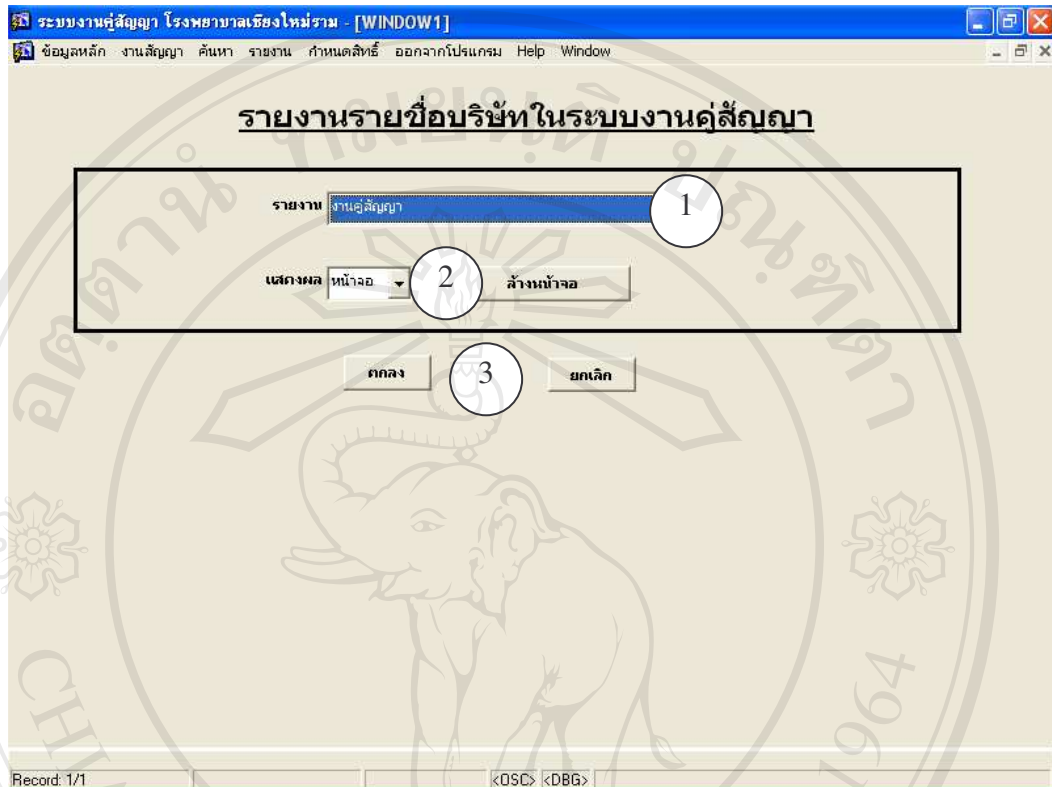 ระบบงานคู่สัญญา โรงพยาบาลเชียงใหม่ราม - [WINDOW1]
ข้อมูลหลัก งานสัญญา ค้นหา รายงาน กำหนดสิทธิ์ ออกจากโปรแกรม Help Window
รายงานรายชื่อบริษัทในระบบงานคู่สัญญา
รายงาน งานคู่สัญญา 1
แสดงผล หน้าจอ 2 ล้างหน้าจอ
ตกลง 3 ยกเลิก
Record: 1/1 <OSC> <DBG>
1964